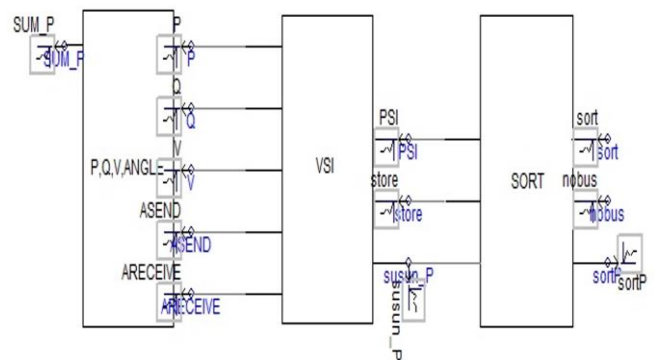 SUM_P
SUM_P
P
P
Q
Q
V
P,Q,V,ANGLE
V
ASEND
ASEND
ARECEIVE
ARECEIVE
VSI
PSI
PSI
store
store
susun_P
susun_P
SORT
sort
sort
nobus
nobus
sortP
sortP